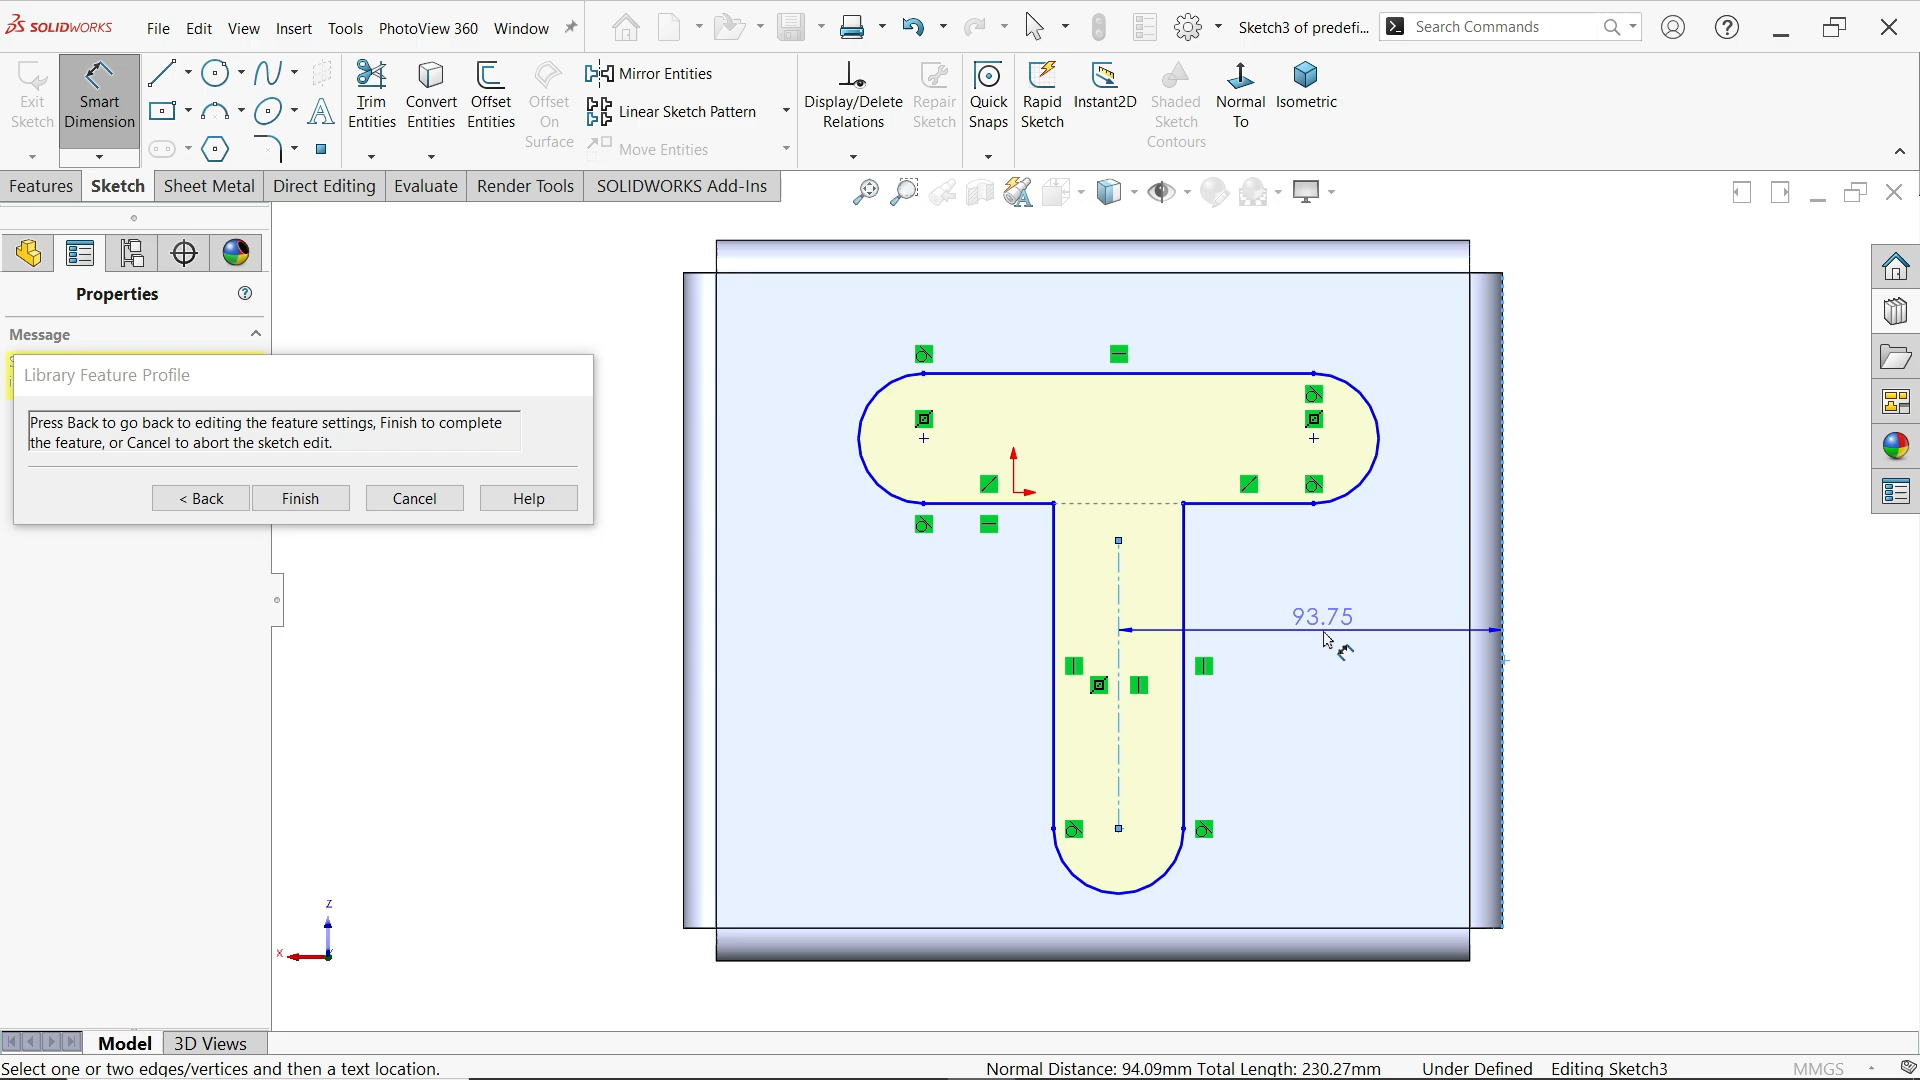 SOLIDWORKS
File Edit View Insert Tools PhotoView 360 Window
Sketch3 of predefi...
Search Commands
Exit Sketch
Smart Dimension
Trim Entities
Convert Entities
Offset Entities
Offset On Surface
Mirror Entities
Linear Sketch Pattern
Move Entities
Display/Delete Relations
Repair Sketch
Quick Snaps
Rapid Sketch
Instant2D
Shaded Sketch Contours
Normal To
Isometric
Features Sketch Sheet Metal Direct Editing Evaluate Render Tools SOLIDWORKS Add-Ins
Properties
Message
Library Feature Profile
Press Back to go back to editing the feature settings, Finish to complete
the feature, or Cancel to abort the sketch edit.
< Back Finish Cancel Help
93.75
Z
X
Model 3D Views
Select one or two edges/vertices and then a text location.
Normal Distance: 94.09mm Total Length: 230.27mm Under Defined Editing Sketch3 MMGS